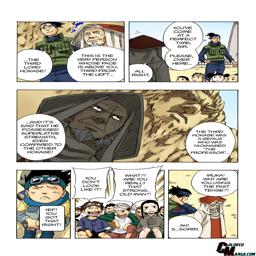 YOU'VE
COME AT
A
PERFECT
TIME,
SIR.
PLEASE,
OVER
HERE...
ALL
RIGHT.
THIS IS THE
VERY PERSON
WHOSE FACE
IS ABOVE YOU,
THIRD FROM
THE LEFT...
THE
THIRD
LORD
HOKAGE!
THE THIRD
HOKAGE
WAS A GENIUS
WHO WAS
NICKNAMED
"THE
PROFESSOR",
...AND IT'S
SAID THAT HE
POSSESSED
SUPERLATIVE
STRENGTH,
EVEN
COMPARED
TO THE OTHER
HOKAGE!
IRUKA!
WHY ARE
YOU USING
THE PAST
TENSE!?
AH!
S...SORRY.
WHAT?!
ARE YOU
REALLY
THAT
STRONG,
OLD MAN?!
YOU
DON'T
LOOK
LIKE IT!
YEP!
YOU
GOT THAT
RIGHT!
COLORED
MANGA.COM